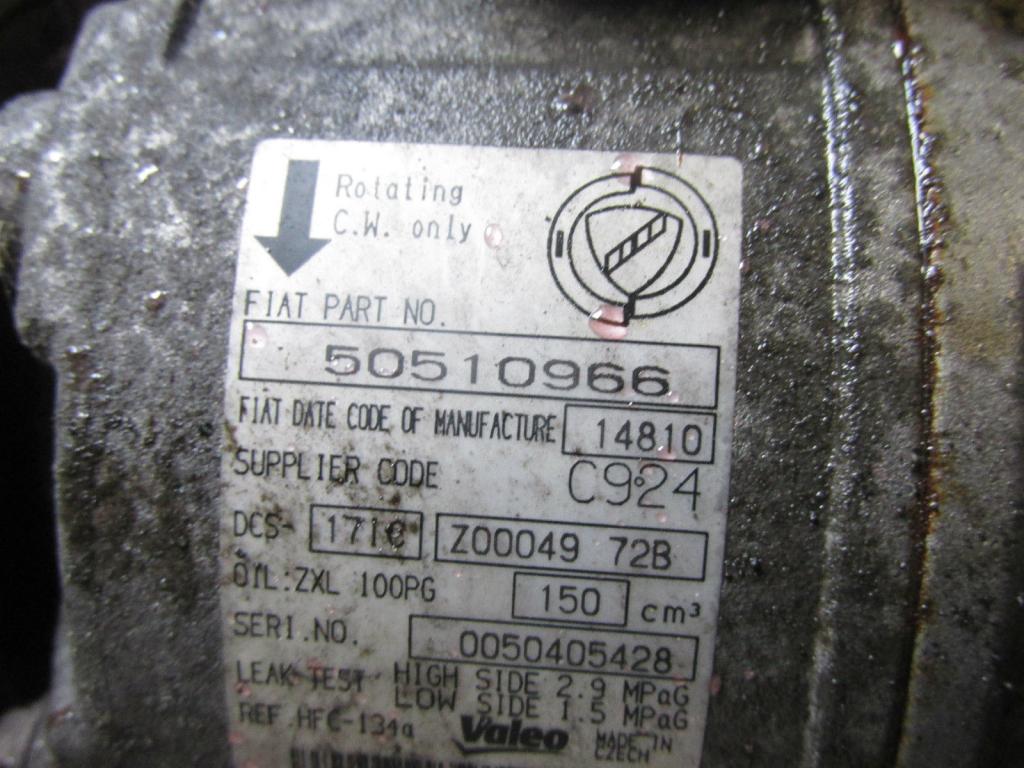 Rotating
C.W. only
FIAT PART NO.
50510966
FIAT DATE CODE OF MANUFACTURE 14810
SUPPLIER CODE C924
DCS- 171C Z00049 72B
OIL:ZXL 100PG 150 cm³
SERI.NO. 0050405428
LEAK TEST HIGH SIDE 2.9 MPaG
LOW SIDE 1.5 MPaG
REF.HFC-134a Valeo MADE IN
CZECH